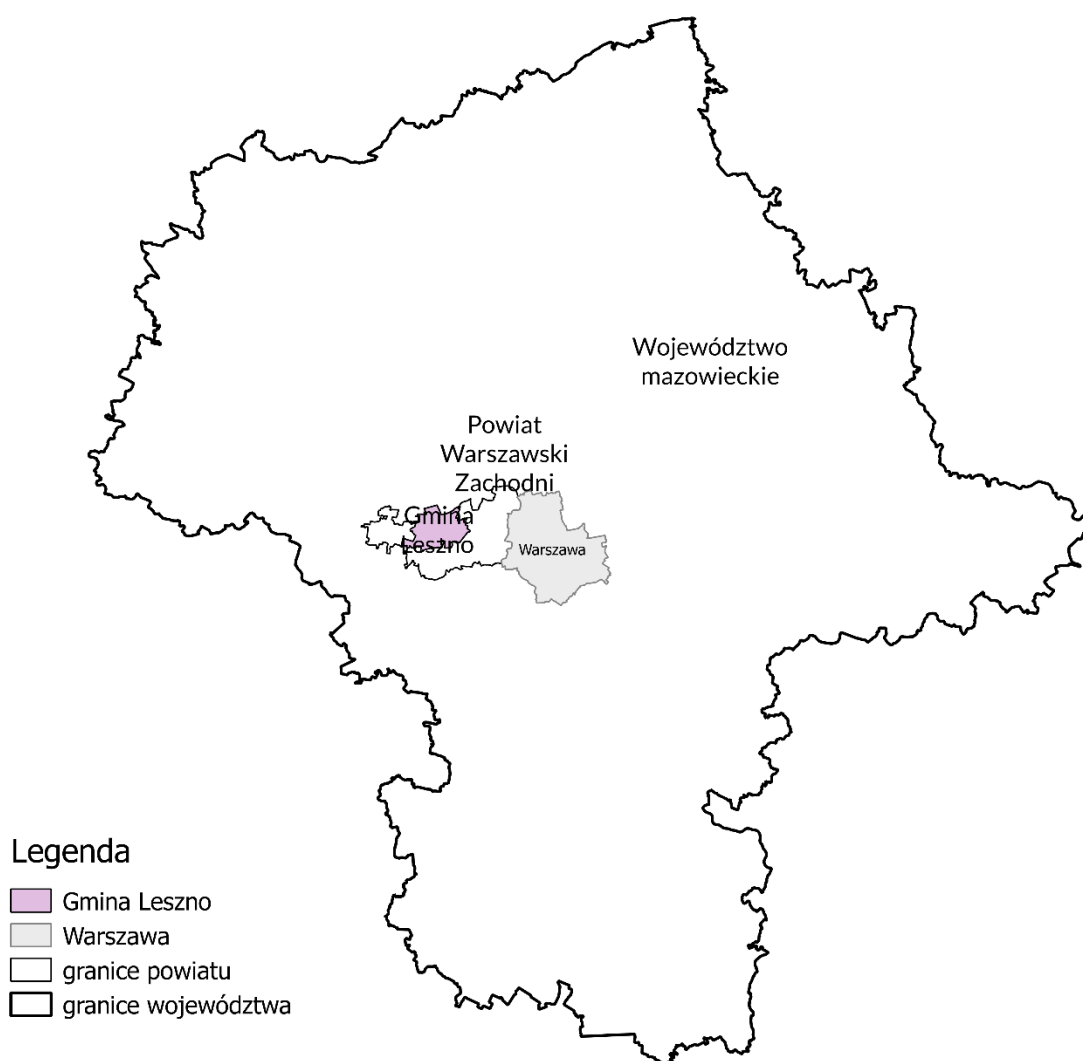 Województwo
mazowieckie
Powiat
Warszawski
Zachodni
Gmina
Leszno
Warszawa
Legenda
Gmina Leszno
Warszawa
granice powiatu
granice województwa